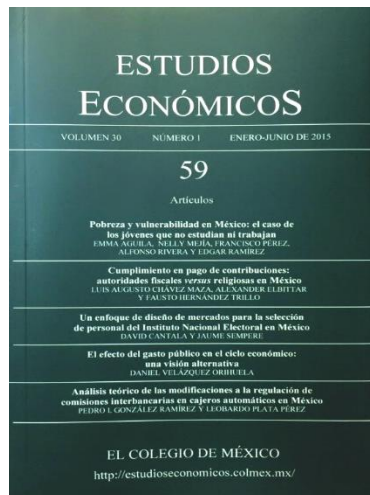 ESTUDIOS
ECONÓMICOS
VOLUMEN 30 NÚMERO 1 ENERO-JUNIO DE 2015
59
Artículos
Pobreza y vulnerabilidad en México: el caso de
los jóvenes que no estudian ni trabajan
EMMA AGUILA, NELLY MEJÍA, FRANCISCO PÉREZ,
ALFONSO RIVERA Y EDGAR RAMÍREZ
Cumplimiento en pago de contribuciones:
autoridades fiscales versus religiosas en México
LUIS AUGUSTO CHÁVEZ MAZA, ALEXANDER ELBITTAR
Y FAUSTO HERNÁNDEZ TRILLO
Un enfoque de diseño de mercados para la selección
de personal del Instituto Nacional Electoral en México
DAVID CANTALA Y JAUME SEMPERE
El efecto del gasto público en el ciclo económico:
una visión alternativa
DANIEL VELÁZQUEZ ORIHUELA
Análisis teórico de las modificaciones a la regulación de
comisiones interbancarias en cajeros automáticos en México
PEDRO I. GONZÁLEZ RAMÍREZ Y LEOBARDO PLATA PÉREZ
EL COLEGIO DE MÉXICO
http://estudioseconomicos.colmex.mx/